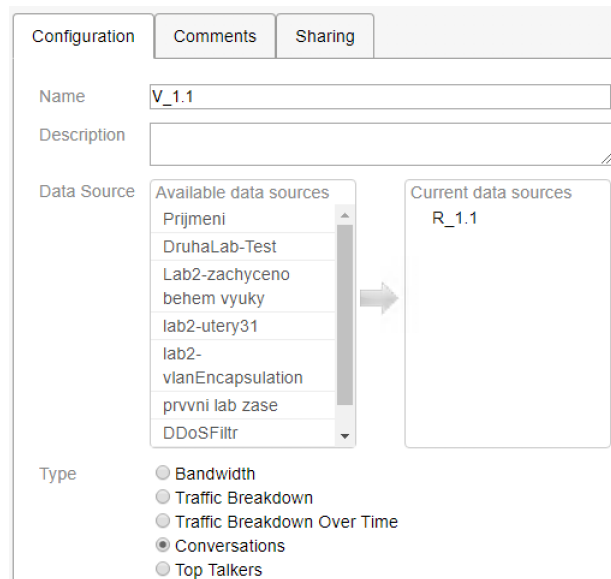 Configuration
Comments
Sharing
Name
V_1.1
Description
Data Source
Available data sources
Prijmeni
DruhaLab-Test
Lab2-zachyceno
behem vyuky
lab2-utery31
lab2-
vlanEncapsulation
prvvni lab zase
DDoSFiltr
Current data sources
R_1.1
Type
Bandwidth
Traffic Breakdown
Traffic Breakdown Over Time
Conversations
Top Talkers